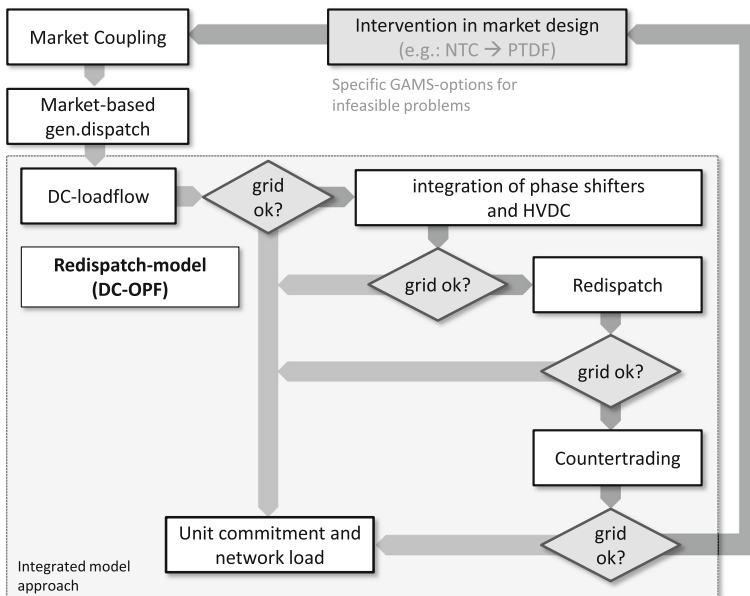 Market Coupling
Intervention in market design
(e.g.: NTC → PTDF)
Specific GAMS-options for
infeasible problems
Market-based
gen.dispatch
DC-loadflow
grid
ok?
integration of phase shifters
and HVDC
Redispatch-model
(DC-OPF)
grid ok?
Redispatch
grid ok?
Countertrading
Unit commitment and
network load
grid
ok?
Integrated model
approach